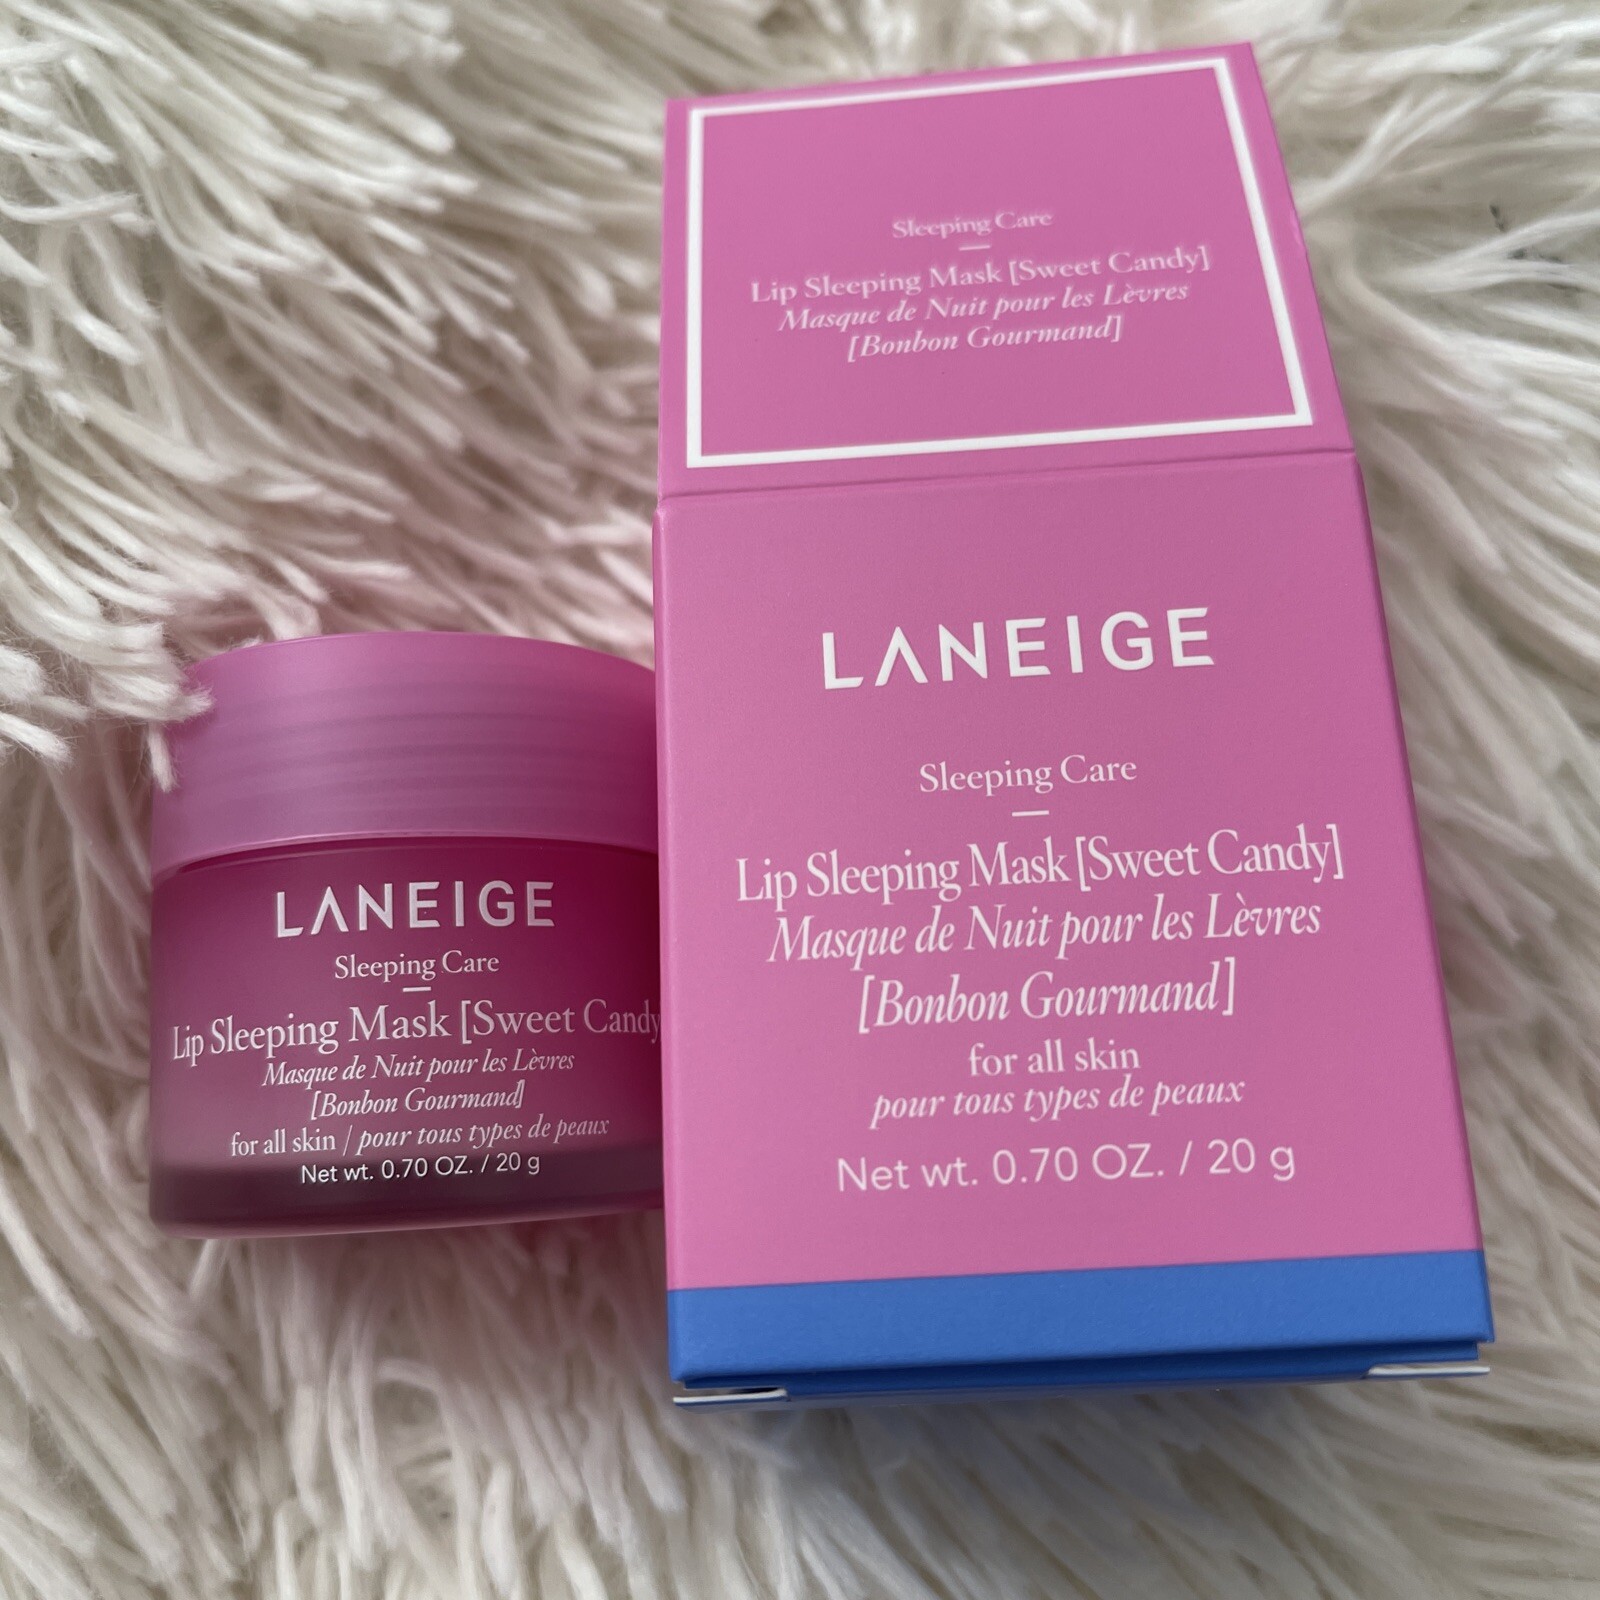 Sleeping Care
Lip Sleeping Mask [Sweet Candy]
Masque de Nuit pour les Lèvres
[Bonbon Gourmand]
LANEIGE
Sleeping Care
Lip Sleeping Mask [Sweet Candy]
Masque de Nuit pour les Lèvres
[Bonbon Gourmand]
for all skin
pour tous types de peaux
Net wt. 0.70 OZ. / 20 g
LANEIGE
Sleeping Care
Lip Sleeping Mask [Sweet Candy
Masque de Nuit pour les Lèvres
[Bonbon Gourmand]
for all skin / pour tous types de peaux
Net wt. 0.70 OZ. / 20 g